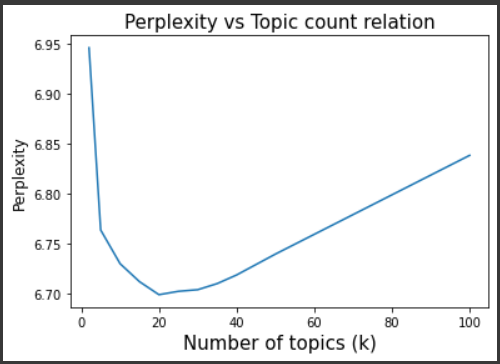 Perplexity vs Topic count relation
6.95
6.90
6.85
6.80
6.75
6.70
Perplexity
0 20 40 60 80 100
Number of topics (k)